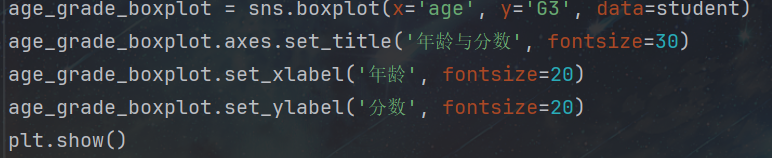 age_grade_boxplot = sns.boxplot(x='age', y='G3', data=student)
age_grade_boxplot.axes.set_title('年龄与分数', fontsize=30)
age_grade_boxplot.set_xlabel('年龄', fontsize=20)
age_grade_boxplot.set_ylabel('分数', fontsize=20)
plt.show()